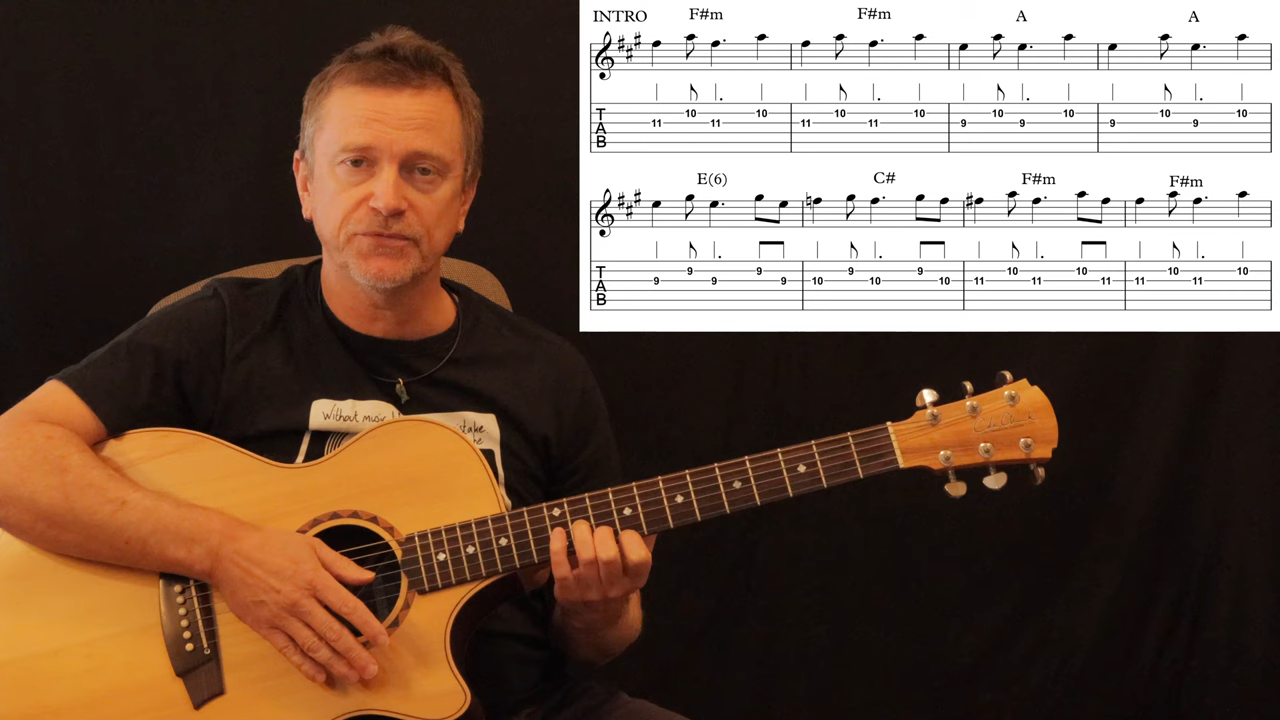 INTRO F#m F#m A A
T 10 10 10 10 10 10 10 10
A 11 11 11 11 9 9 9 9
B
E(6) C# F#m F#m
T 9 9 9 9 10 10 10 10
A 9 9 9 10 10 10 11 11 11 11 11
B
Without